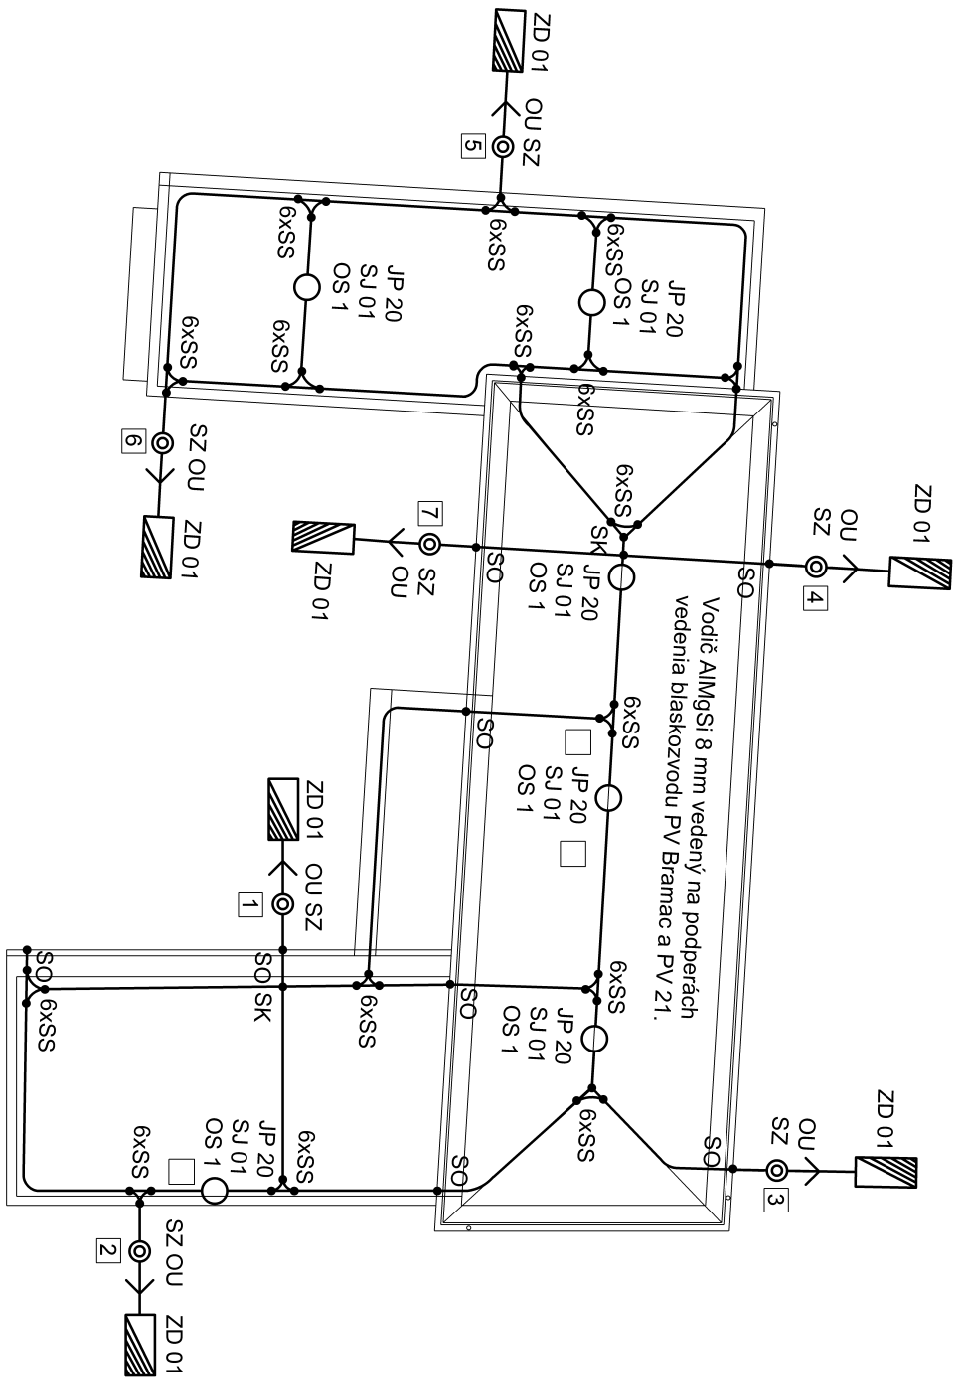 ZD 01
OU
SZ
4
ZD 01
OU
SZ
3
SO
SO
Vodič AlMgSi 8 mm vedený na podperách
vedenia blaskozvodu PV Bramac a PV 21.
ZD 01
OU SZ
5
6xSS
6xSS
JP 20
SJ 01
OS 1
6xSS
6xSS
6xSS
JP 20
SJ 01
OS 1
6xSS
6xSS
6xSS
SZ OU
6
ZD 01
6xSS
SK
JP 20
SJ 01
OS 1
6xSS
JP 20
SJ 01
OS 1
6xSS
JP 20
SJ 01
OS 1
6xSS
SO
SO
SO
SO
7
SZ
OU
ZD 01
ZD 01
OU SZ
1
SO SK
6xSS
6xSS
JP 20
SJ 01
OS 1
6xSS
SO
6xSS
SZ OU
2
ZD 01